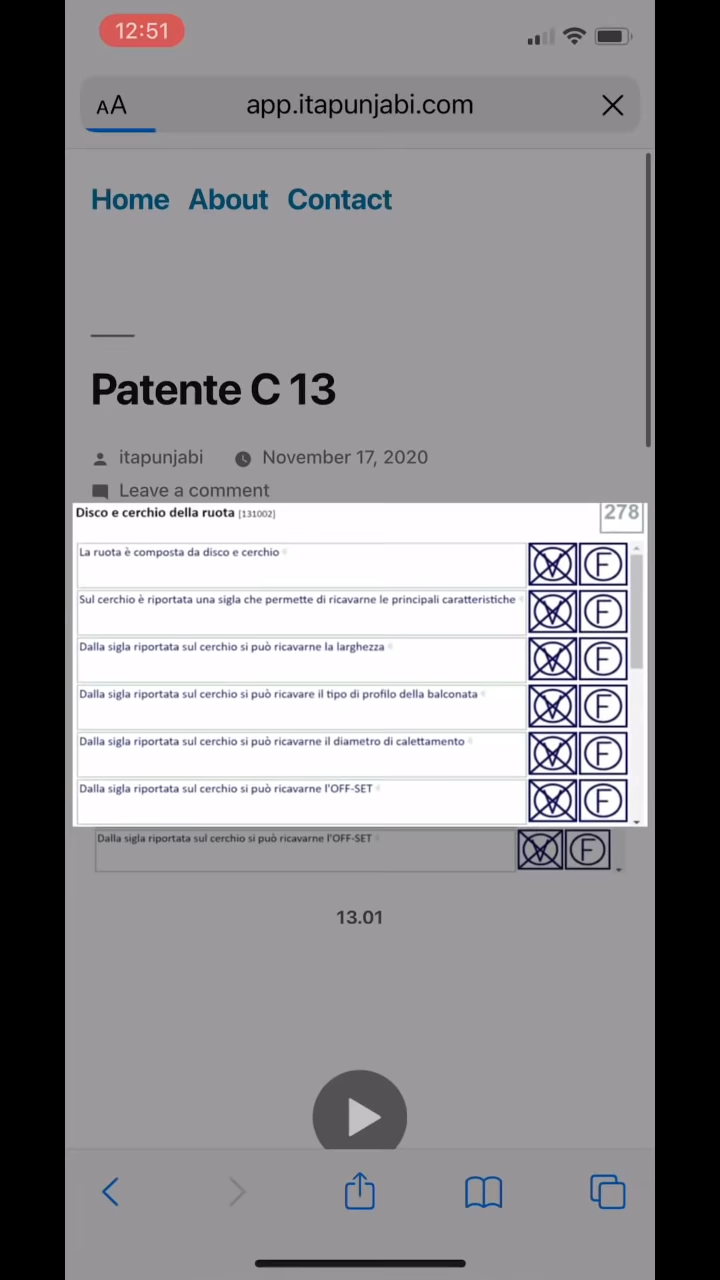 12:51
AA app.itapunjabi.com
Home About Contact
Patente C 13
itapunjabi November 17, 2020
Leave a comment
Disco e cerchio della ruota [131002] 278
La ruota è composta da disco e cerchio V F
Sul cerchio è riportata una sigla che permette di ricavarne le principali caratteristiche V F
Dalla sigla riportata sul cerchio si può ricavarne la larghezza V F
Dalla sigla riportata sul cerchio si può ricavare il tipo di profilo della balconata V F
Dalla sigla riportata sul cerchio si può ricavarne il diametro di calettamento V F
Dalla sigla riportata sul cerchio si può ricavarne l'OFF-SET V F
Dalla sigla riportata sul cerchio si può ricavarne l'OFF-SET V F
13.01